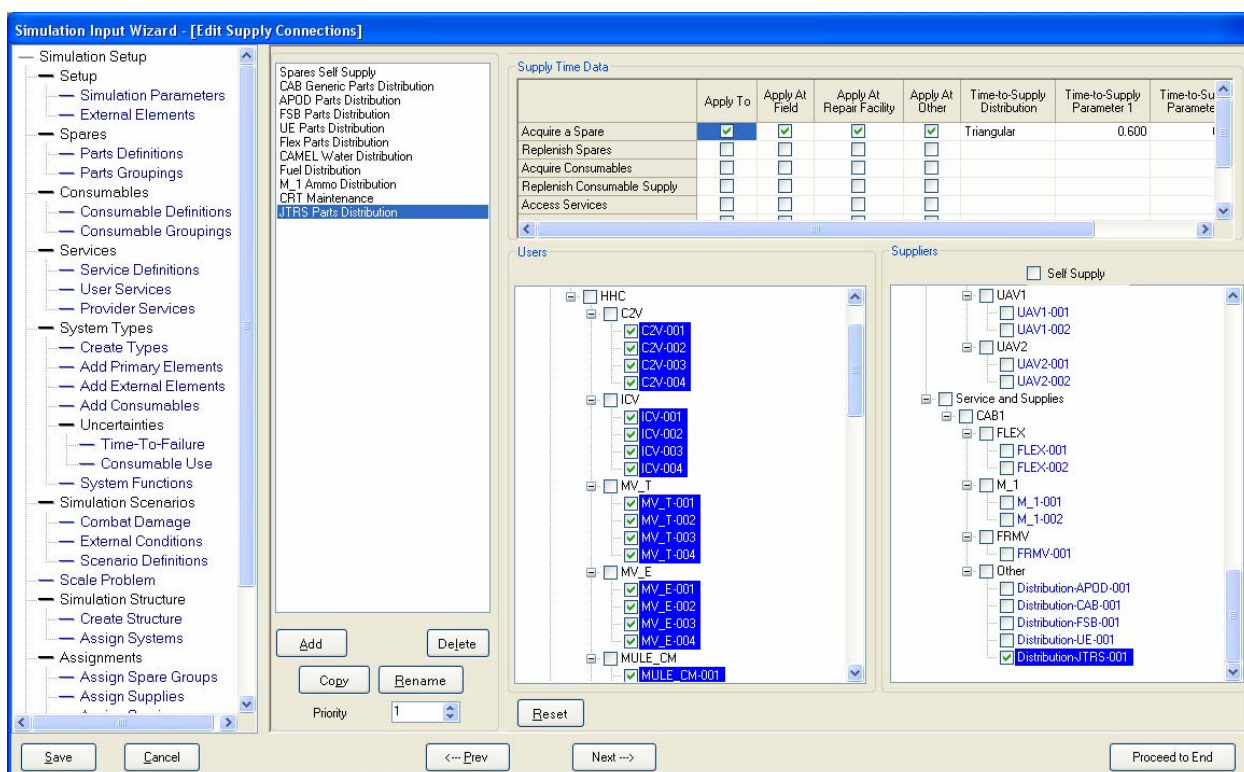 Simulation Input Wizard - [Edit Supply Connections]
Simulation Setup
Setup
Simulation Parameters
External Elements
Spares
Parts Definitions
Parts Groupings
Consumables
Consumable Definitions
Consumable Groupings
Services
Service Definitions
User Services
Provider Services
System Types
Create Types
Add Primary Elements
Add External Elements
Add Consumables
Uncertainties
Time-To-Failure
Consumable Use
System Functions
Simulation Scenarios
Combat Damage
External Conditions
Scenario Definitions
Scale Problem
Simulation Structure
Create Structure
Assign Systems
Assignments
Assign Spare Groups
Assign Supplies
Spares Self Supply
CAB Generic Parts Distribution
APOD Parts Distribution
FSB Parts Distribution
UE Parts Distribution
Flex Parts Distribution
CAMEL Water Distribution
Fuel Distribution
M_1 Ammo Distribution
CRT Maintenance
JTRS Parts Distribution
Add
Delete
Copy
Rename
Priority
1
Supply Time Data
Apply To
Apply At
Field
Apply At
Repair Facility
Apply At
Other
Time-to-Supply
Distribution
Time-to-Supply
Parameter 1
Time-to-Su
Paramete
Acquire a Spare
Triangular
0.600
Replenish Spares
Acquire Consumables
Replenish Consumable Supply
Access Services
Users
HHC
C2V
C2V-001
C2V-002
C2V-003
C2V-004
ICV
ICV-001
ICV-002
ICV-003
ICV-004
MV_T
MV_T-001
MV_T-002
MV_T-003
MV_T-004
MV_E
MV_E-001
MV_E-002
MV_E-003
MV_E-004
MULE_CM
MULE_CM-001
Reset
Suppliers
Self Supply
UAV1
UAV1-001
UAV1-002
UAV2
UAV2-001
UAV2-002
Service and Supplies
CAB1
FLEX
FLEX-001
FLEX-002
M_1
M_1-001
M_1-002
FRMV
FRMV-001
Other
Distribution-APOD-001
Distribution-CAB-001
Distribution-FSB-001
Distribution-UE-001
Distribution-JTRS-001
Save
Cancel
<--- Prev
Next --->
Proceed to End